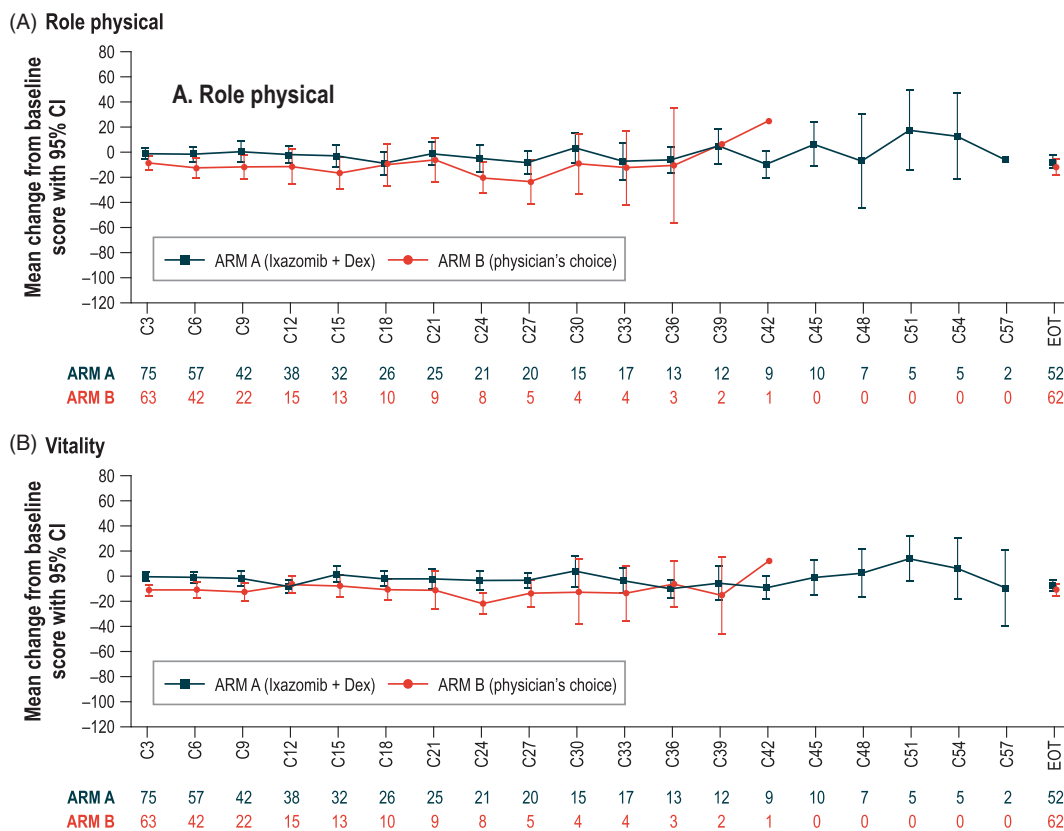 (A) Role physical
Mean change from baseline
score with 95% CI
80
60
40
20
0
−20
−40
−60
−80
−100
−120
A. Role physical
ARM A (Ixazomib + Dex) ARM B (physician's choice)
C3 C6 C9 C12 C15 C18 C21 C24 C27 C30 C33 C36 C39 C42 C45 C48 C51 C54 C57 EOT
ARM A 75 57 42 38 32 26 25 21 20 15 17 13 12 9 10 7 5 5 2 52
ARM B 63 42 22 15 13 10 9 8 5 4 4 3 2 1 0 0 0 0 0 62
(B) Vitality
Mean change from baseline
score with 95% CI
80
60
40
20
0
−20
−40
−60
−80
−100
−120
ARM A (Ixazomib + Dex) ARM B (physician's choice)
C3 C6 C9 C12 C15 C18 C21 C24 C27 C30 C33 C36 C39 C42 C45 C48 C51 C54 C57 EOT
ARM A 75 57 42 38 32 26 25 21 20 15 17 13 12 9 10 7 5 5 2 52
ARM B 63 42 22 15 13 10 9 8 5 4 4 3 2 1 0 0 0 0 0 62